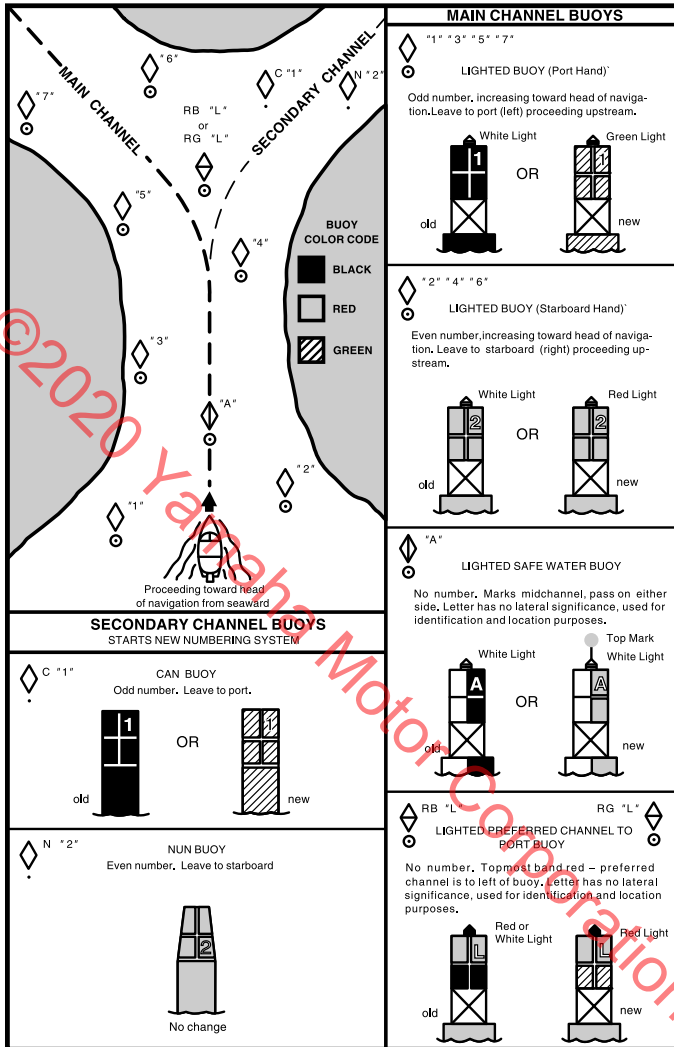 "6"
C "1"
N "2"
"7"
MAIN CHANNEL
SECONDARY CHANNEL
RB "L"
or
RG "L"
"5"
"4"
BUOY
COLOR CODE
BLACK
RED
GREEN
"3"
"A"
"2"
"1"
Proceeding toward head
of navigation from seaward
SECONDARY CHANNEL BUOYS
STARTS NEW NUMBERING SYSTEM
C "1"
CAN BUOY
Odd number. Leave to port.
1
OR
1
old
new
N "2"
NUN BUOY
Even number. Leave to starboard
2
No change
MAIN CHANNEL BUOYS
"1" "3" "5" "7"
LIGHTED BUOY (Port Hand)`
Odd number, increasing toward head of naviga-
tion.Leave to port (left) proceeding upstream.
White Light
Green Light
1
OR
1
old
new
"2" "4" "6"
LIGHTED BUOY (Starboard Hand)`
Even number,increasing toward head of naviga-
tion. Leave to starboard (right) proceeding up-
stream.
White Light
Red Light
2
OR
2
old
new
"A"
LIGHTED SAFE WATER BUOY
No number. Marks midchannel, pass on either
side. Letter has no lateral significance, used for
identification and location purposes.
Top Mark
White Light
White Light
A
OR
A
old
new
RB "L"
RG "L"
LIGHTED PREFERRED CHANNEL TO
PORT BUOY
No number. Topmost band red – preferred
channel is to left of buoy. Letter has no lateral
significance, used for identification and location
purposes.
Red or
White Light
Red Light
L
L
old
new
©2020 Yamaha Motor Corporation